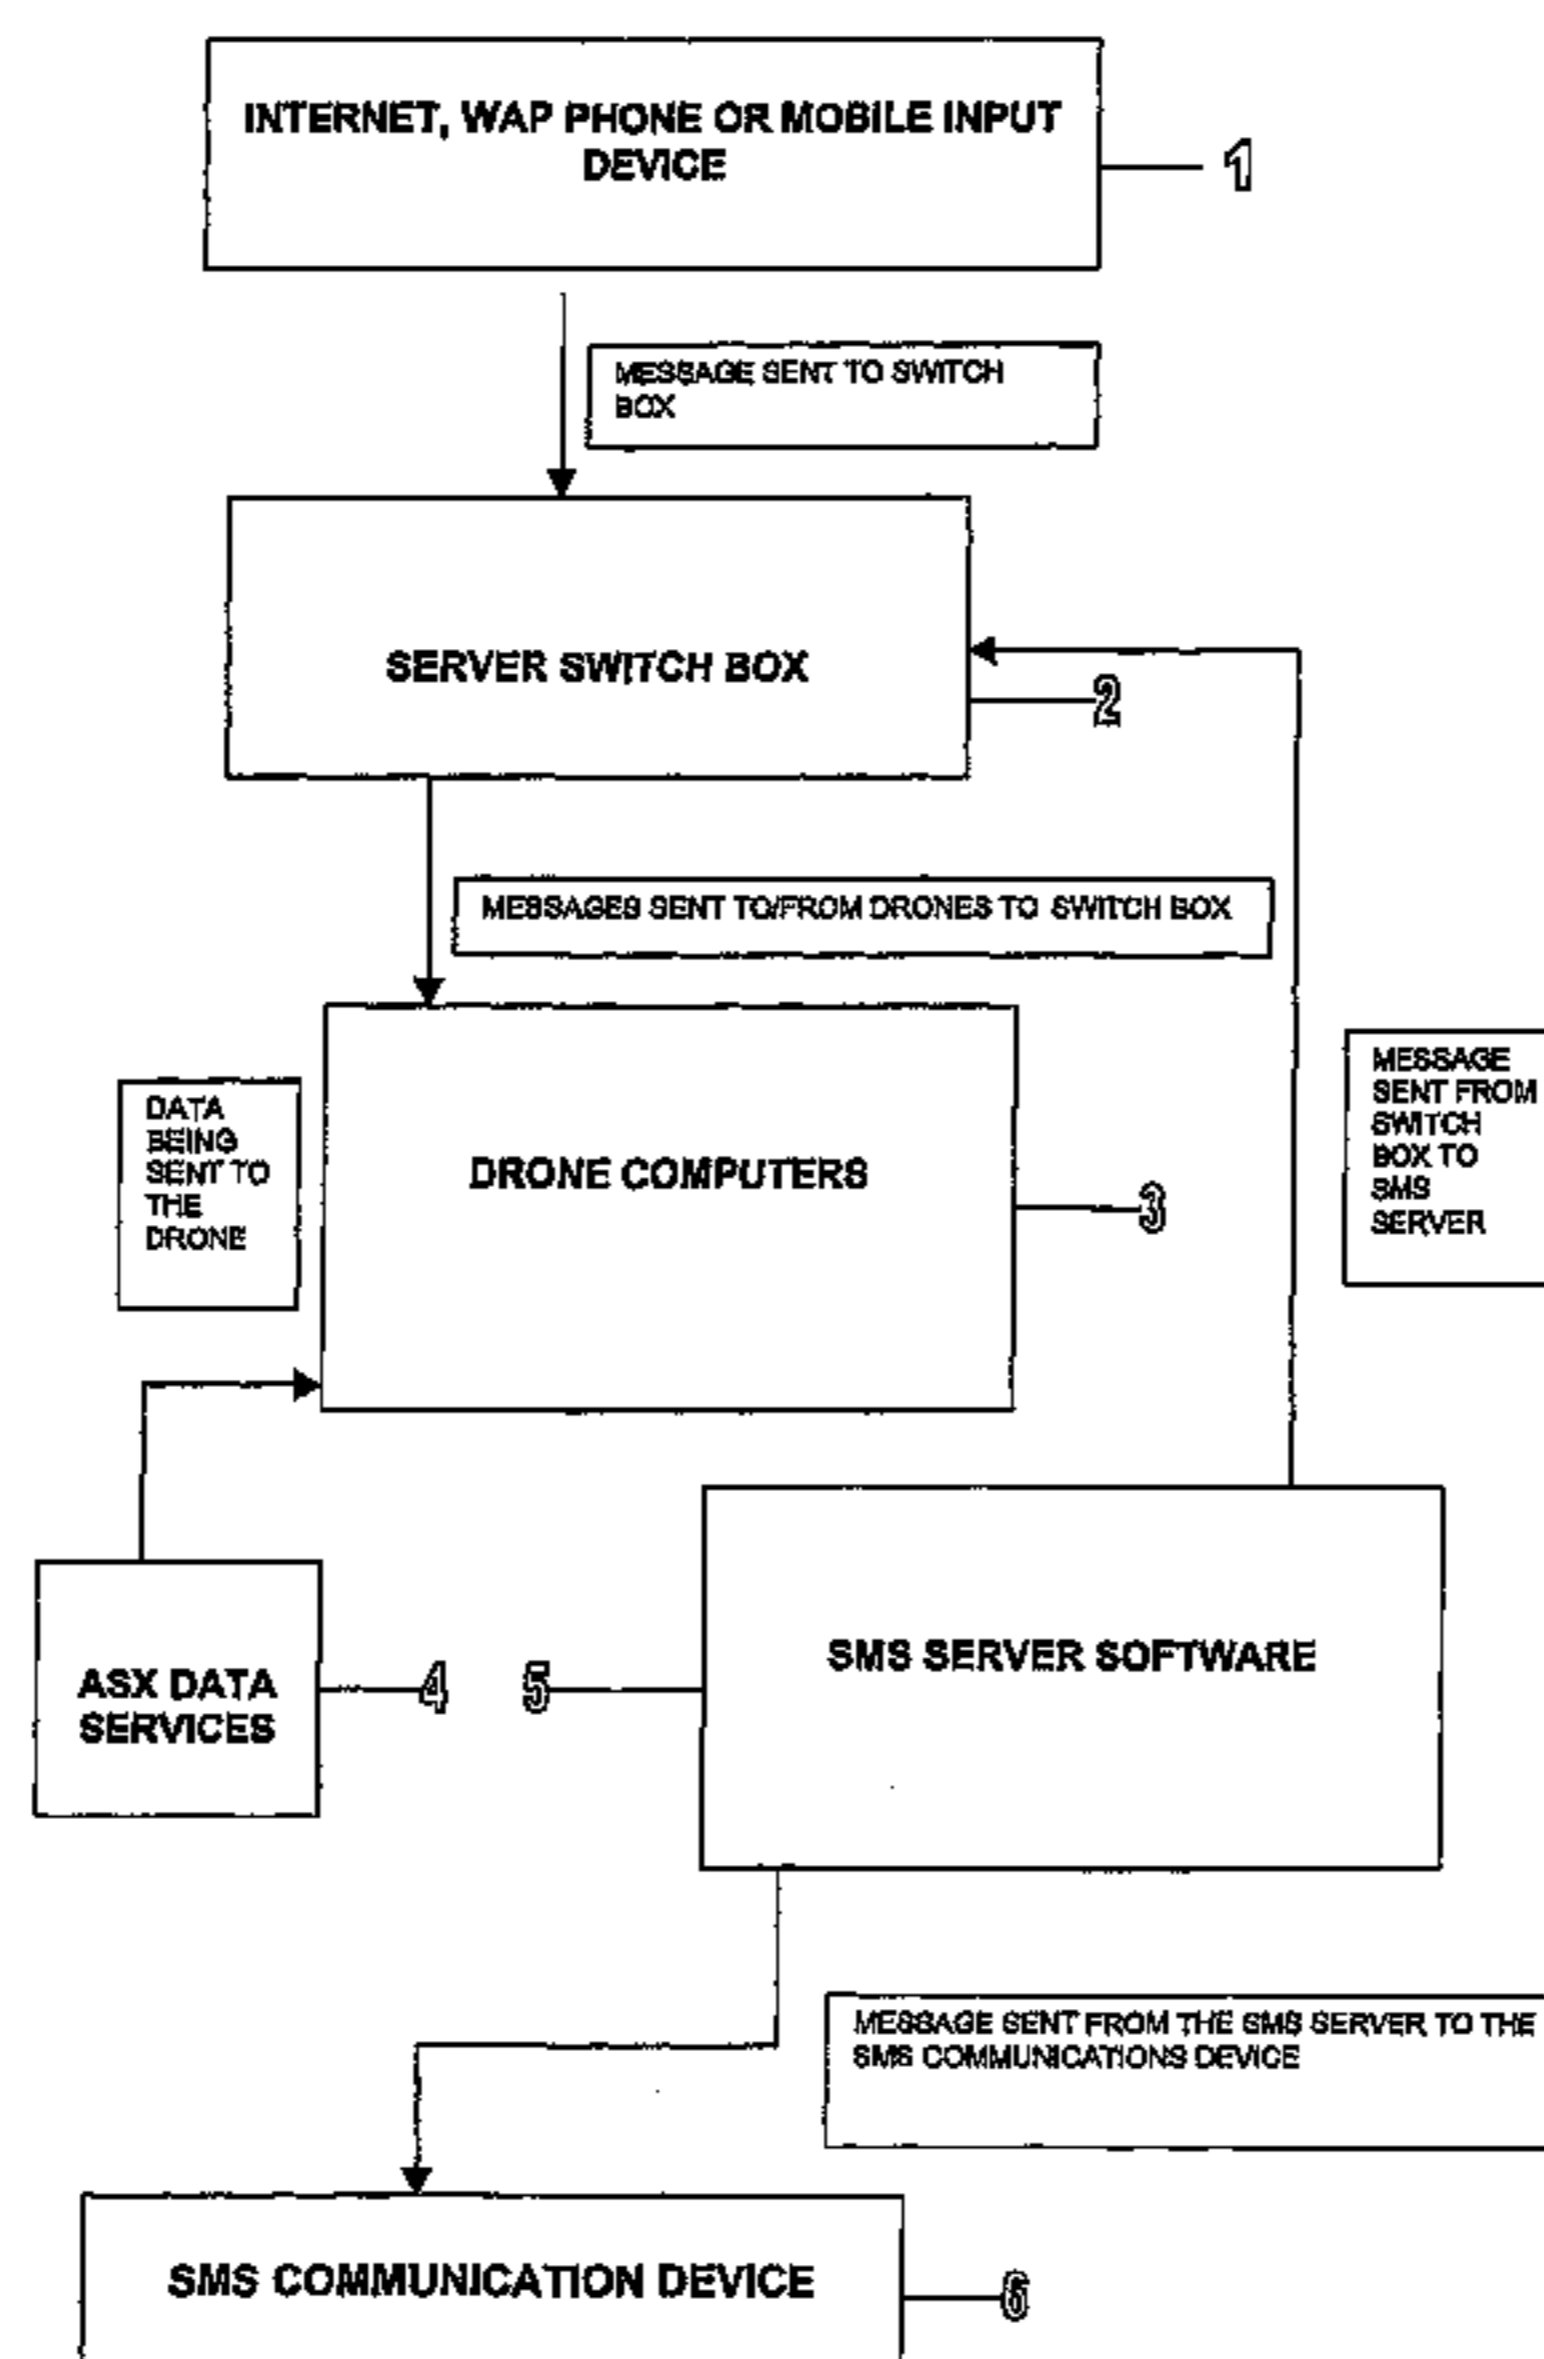 INTERNET, WAP PHONE OR MOBILE INPUT
DEVICE
1
MESSAGE SENT TO SWITCH
BOX
SERVER SWITCH BOX
2
MESSAGES SENT TO/FROM DRONES TO SWITCH BOX
DATA
BEING
SENT TO
THE
DRONE
DRONE COMPUTERS
3
MESSAGE
SENT FROM
SWITCH
BOX TO
SMS
SERVER
ASX DATA
SERVICES
4
5
SMS SERVER SOFTWARE
MESSAGE SENT FROM THE SMS SERVER TO THE
SMS COMMUNICATIONS DEVICE
SMS COMMUNICATION DEVICE
6